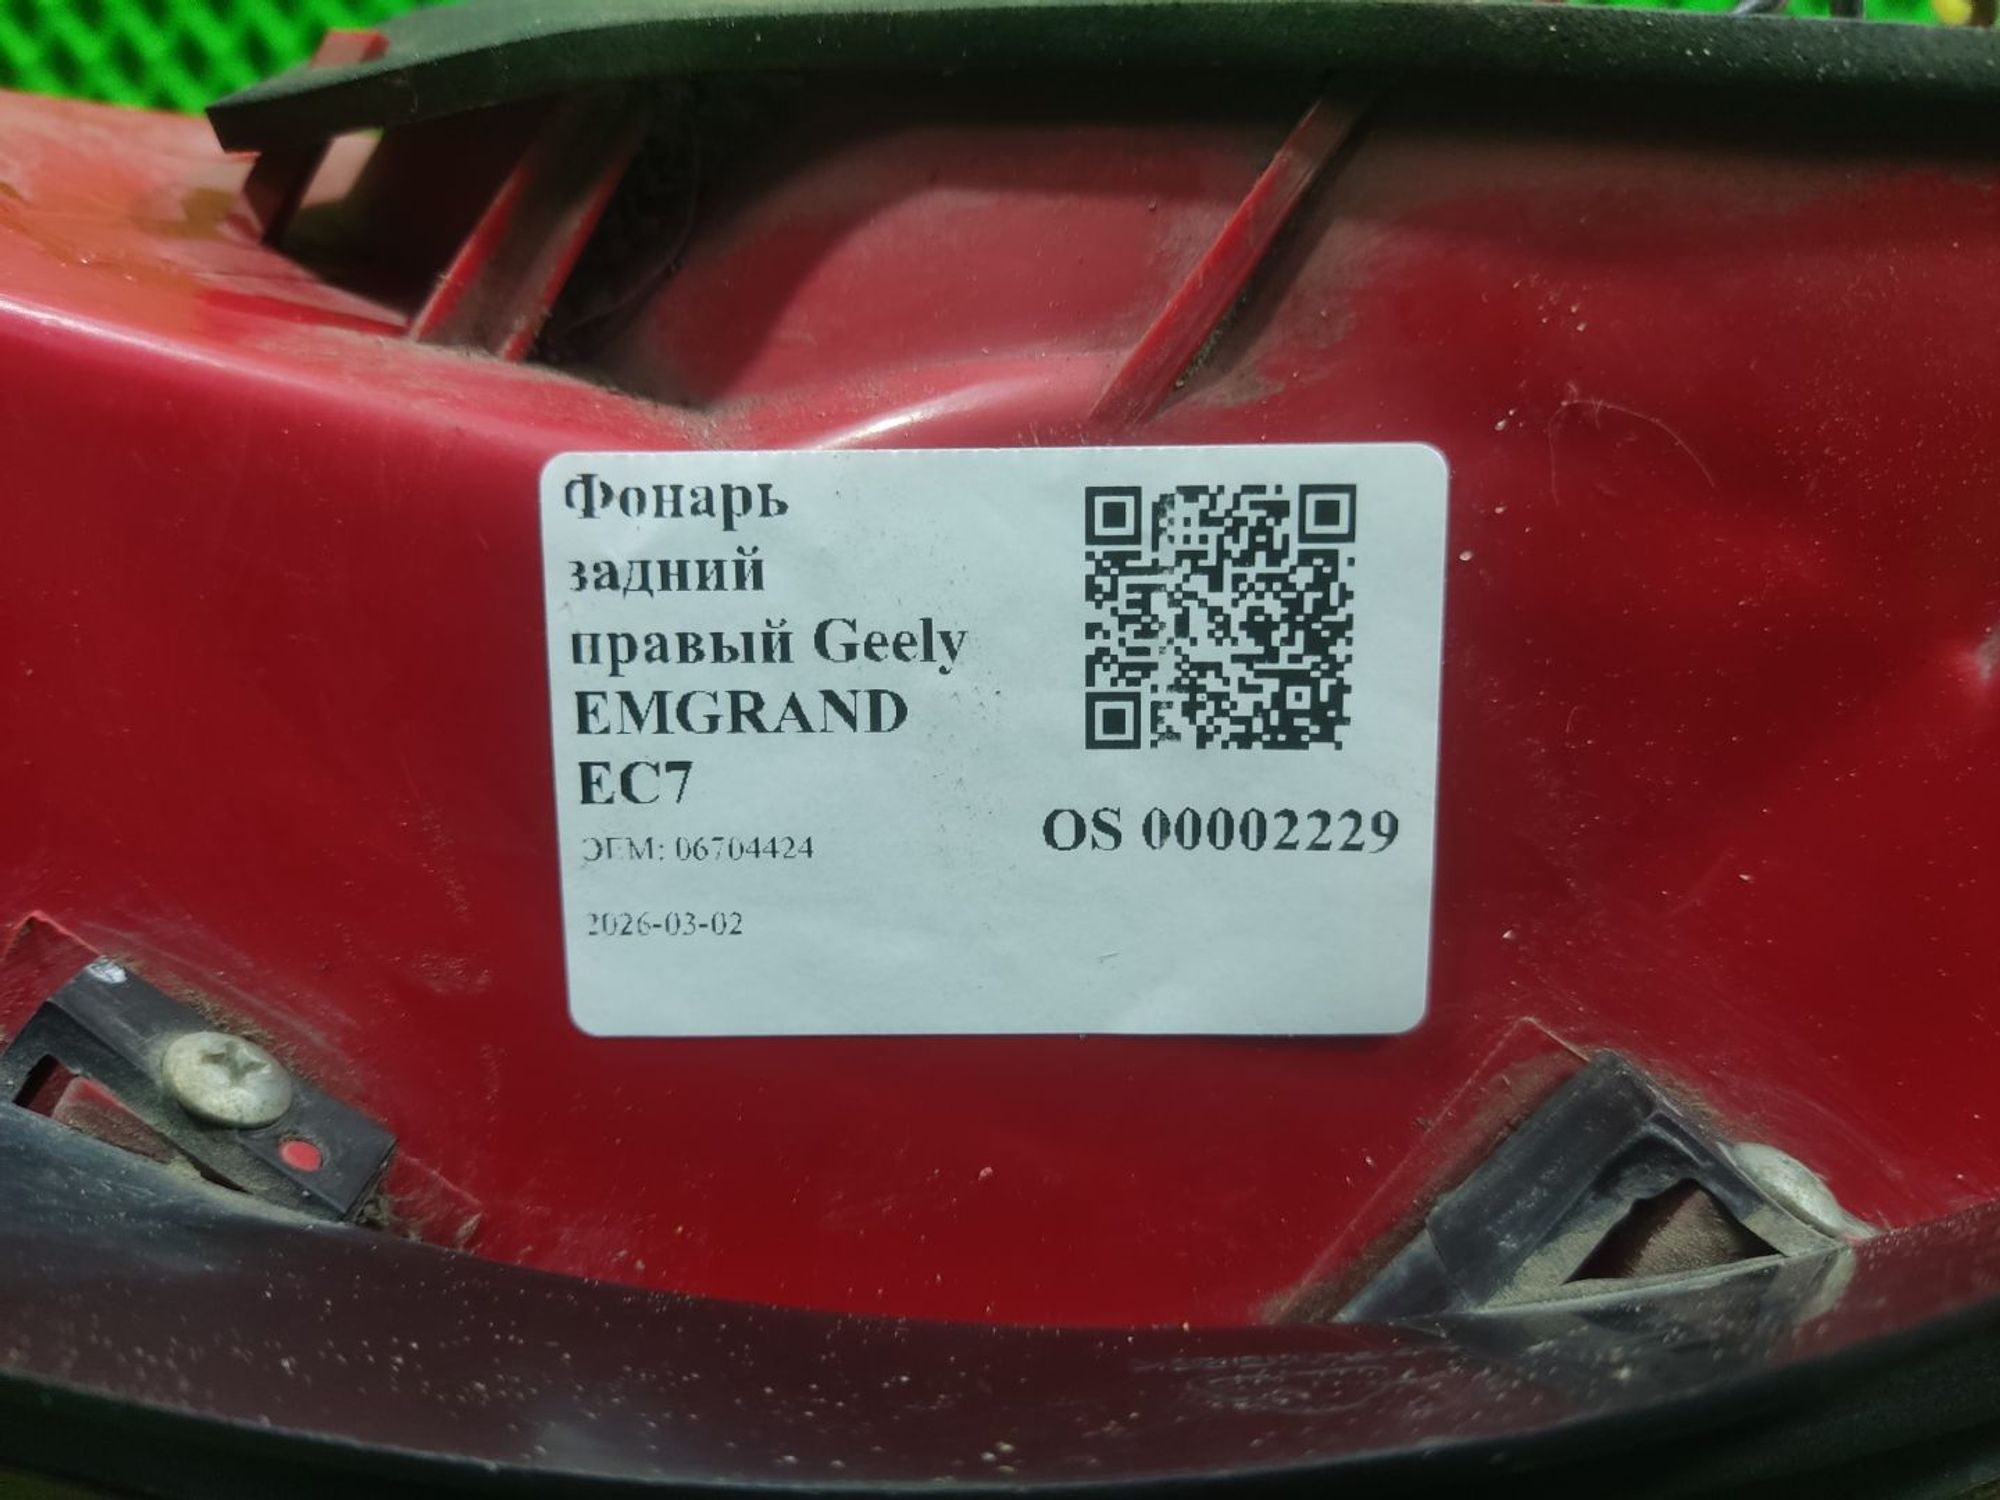 Фонарь
задний
правый Geely
EMGRAND
EC7
ЭЕМ: 06704424
2026-03-02
OS 00002229